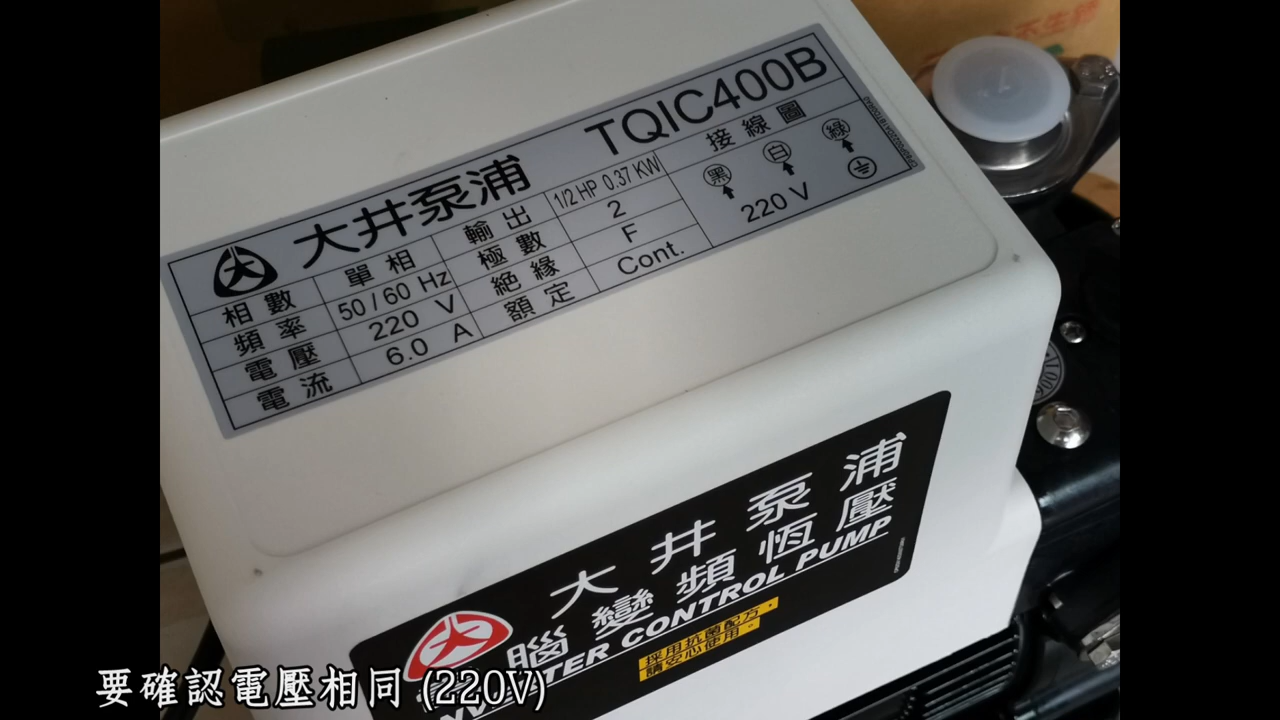 大井泵浦 TQIC400B
相數 單相 輸出 1/2 HP 0.37 KW 接線圖
頻率 50/60 Hz 極數 2 黑 白 綠
電壓 220 V 絕緣 F 220 V
電流 6.0 A 額定 Cont.
大井泵浦
腦變頻恆壓
TER CONTROL PUMP
採用抗菌配方,
請安心使用。
要確認電壓相同 (220V)